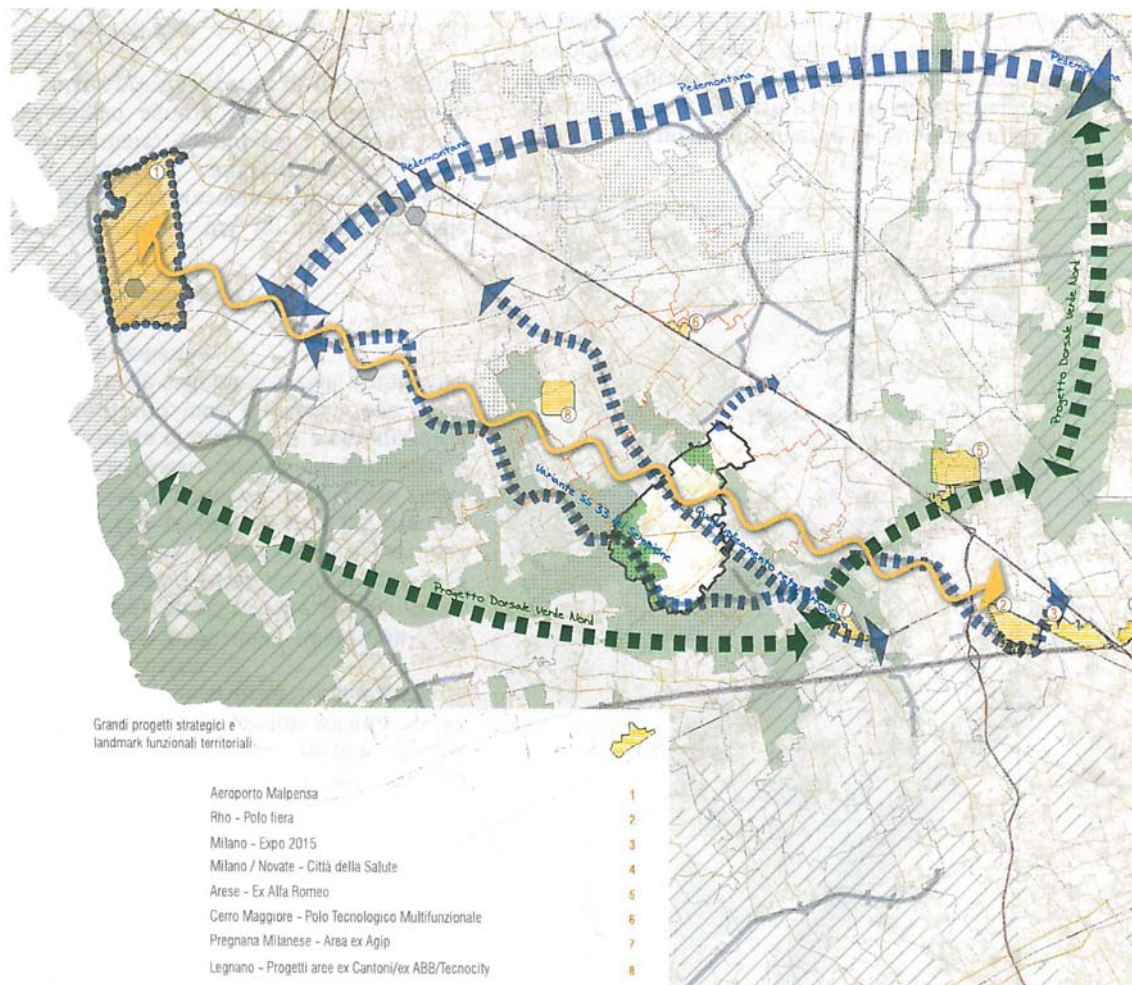 Pedemontana
Pedemontana
Pedemontana
1
6
8
5
Progetto Dorsale Verde Nord
Variante SS 33 del Sempione
Quadruplicamento rete
Progetto Dorsale Verde Nord
7
2
3
Grandi progetti strategici e
landmark funzionali territoriali
Aeroporto Malpensa 1
Rho - Polo fiera 2
Milano - Expo 2015 3
Milano / Novate - Città della Salute 4
Arese - Ex Alfa Romeo 5
Cerro Maggiore - Polo Tecnologico Multifunzionale 6
Pregnana Milanese - Area ex Agip 7
Legnano - Progetti aree ex Cantoni/ex ABB/Tecnocity 8